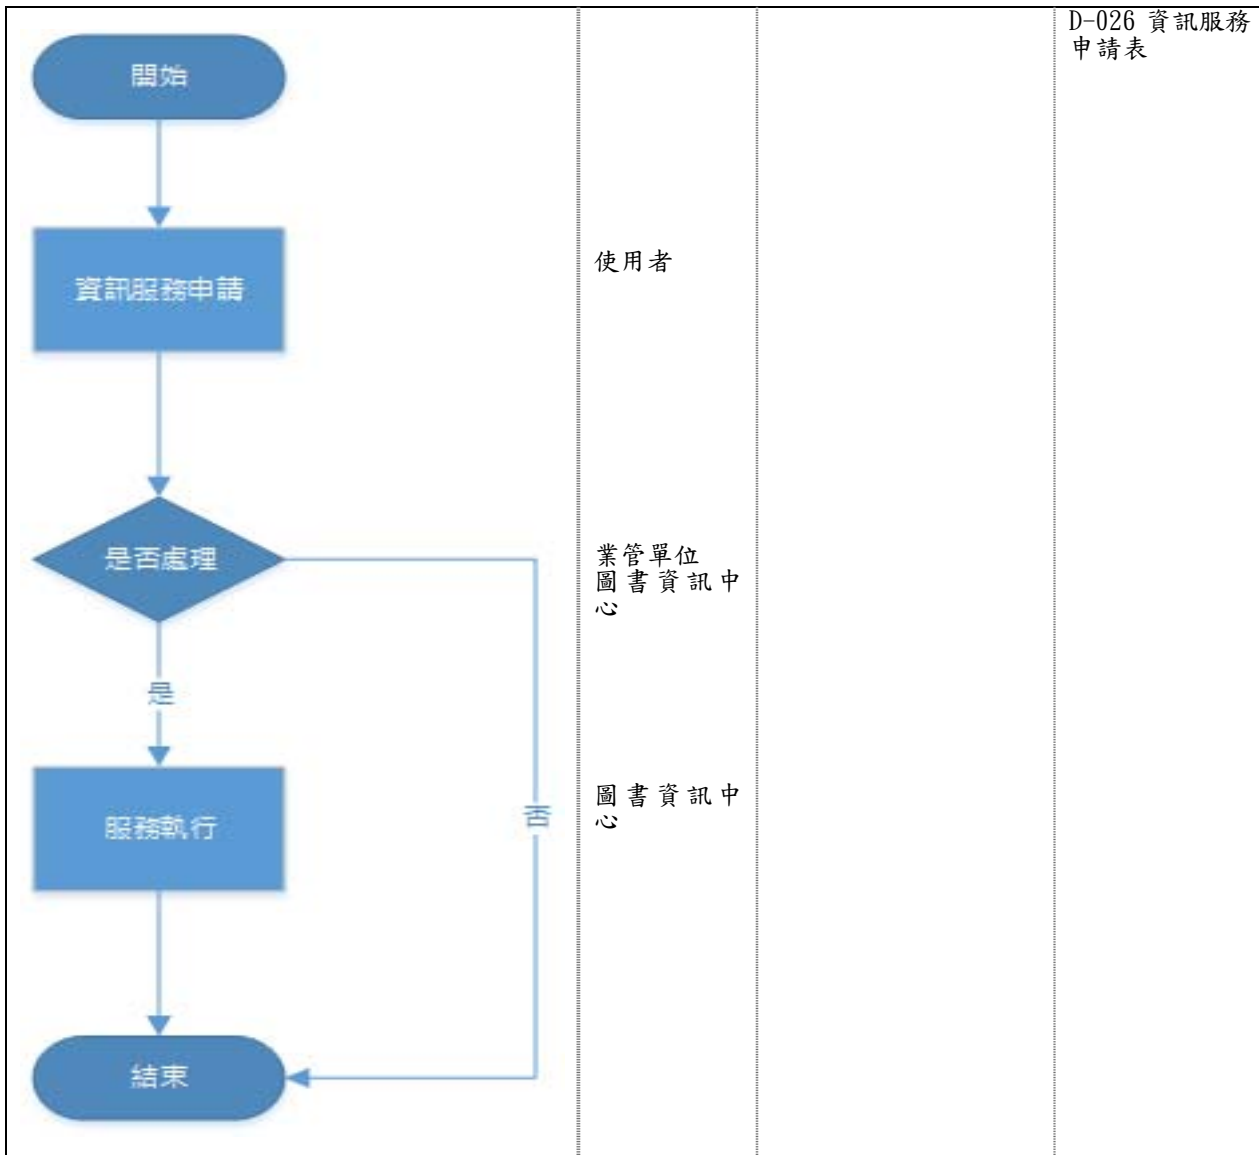 開始
資訊服務申請
是否處理
是
服務執行
否
結束
使用者
業管單位
圖書資訊中
心
圖書資訊中
心
D-026 資訊服務
申請表